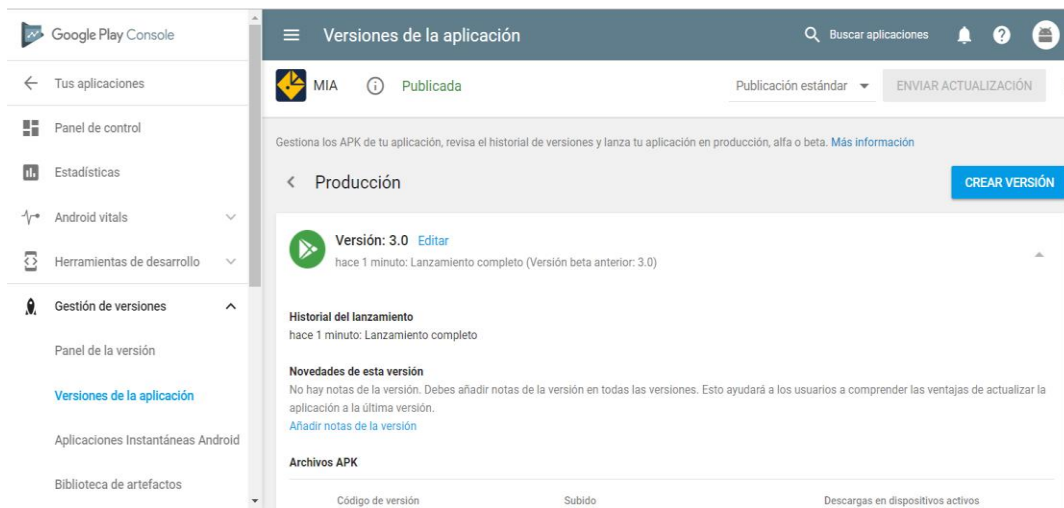 Google Play Console
Tus aplicaciones
Panel de control
Estadísticas
Android vitals
Herramientas de desarrollo
Gestión de versiones
Panel de la versión
Versiones de la aplicación
Aplicaciones Instantáneas Android
Biblioteca de artefactos
Versiones de la aplicación
Buscar aplicaciones
MIA
Publicada
Publicación estándar
ENVIAR ACTUALIZACIÓN
Gestiona los APK de tu aplicación, revisa el historial de versiones y lanza tu aplicación en producción, alfa o beta. Más información
Producción
CREAR VERSIÓN
Versión: 3.0 Editar
hace 1 minuto: Lanzamiento completo (Versión beta anterior: 3.0)
Historial del lanzamiento
hace 1 minuto: Lanzamiento completo
Novedades de esta versión
No hay notas de la versión. Debes añadir notas de la versión en todas las versiones. Esto ayudará a los usuarios a comprender las ventajas de actualizar la
aplicación a la última versión.
Añadir notas de la versión
Archivos APK
Código de versión Subido Descargas en dispositivos activos